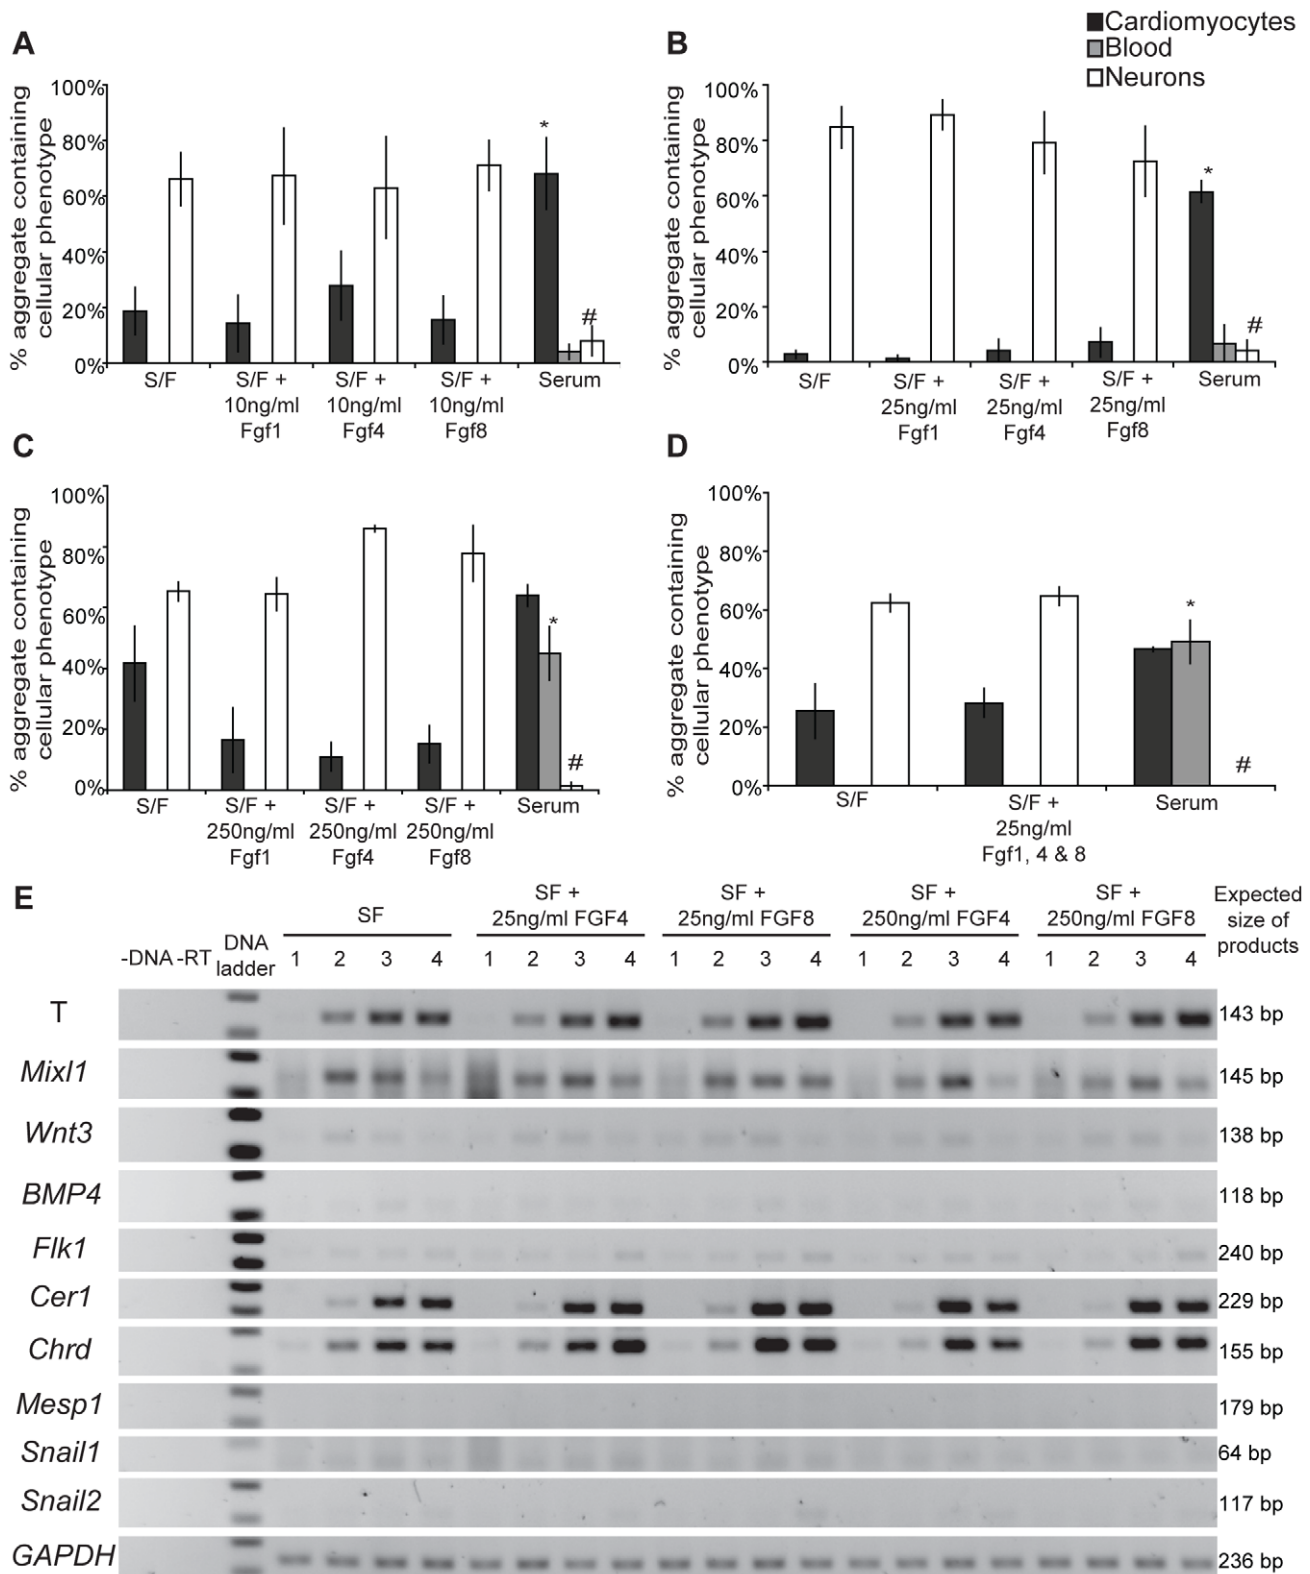 Cardiomyocytes
Blood
Neurons
A
% aggregate containing
cellular phenotype
100%
80%
60%
40%
20%
0%
*
#
S/F
S/F +
10ng/ml
Fgf1
S/F +
10ng/ml
Fgf4
S/F +
10ng/ml
Fgf8
Serum
B
% aggregate containing
cellular phenotype
100%
80%
60%
40%
20%
0%
*
#
S/F
S/F +
25ng/ml
Fgf1
S/F +
25ng/ml
Fgf4
S/F +
25ng/ml
Fgf8
Serum
C
% aggregate containing
cellular phenotype
100%
80%
60%
40%
20%
0%
*
#
S/F
S/F +
250ng/ml
Fgf1
S/F +
250ng/ml
Fgf4
S/F +
250ng/ml
Fgf8
Serum
D
% aggregate containing
cellular phenotype
100%
80%
60%
40%
20%
0%
*
#
S/F
S/F +
25ng/ml
Fgf1, 4 & 8
Serum
E
-DNA -RT DNA
ladder
SF
SF +
25ng/ml FGF4
SF +
25ng/ml FGF8
SF +
250ng/ml FGF4
SF +
250ng/ml FGF8
Expected
size of
products
1 2 3 4 1 2 3 4 1 2 3 4 1 2 3 4 1 2 3 4
T 143 bp
Mixl1 145 bp
Wnt3 138 bp
BMP4 118 bp
Flk1 240 bp
Cer1 229 bp
Chrd 155 bp
Mesp1 179 bp
Snail1 64 bp
Snail2 117 bp
GAPDH 236 bp